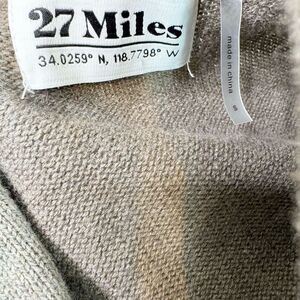 27 Miles
34.0259° N, 118.7798° W
made in china
s